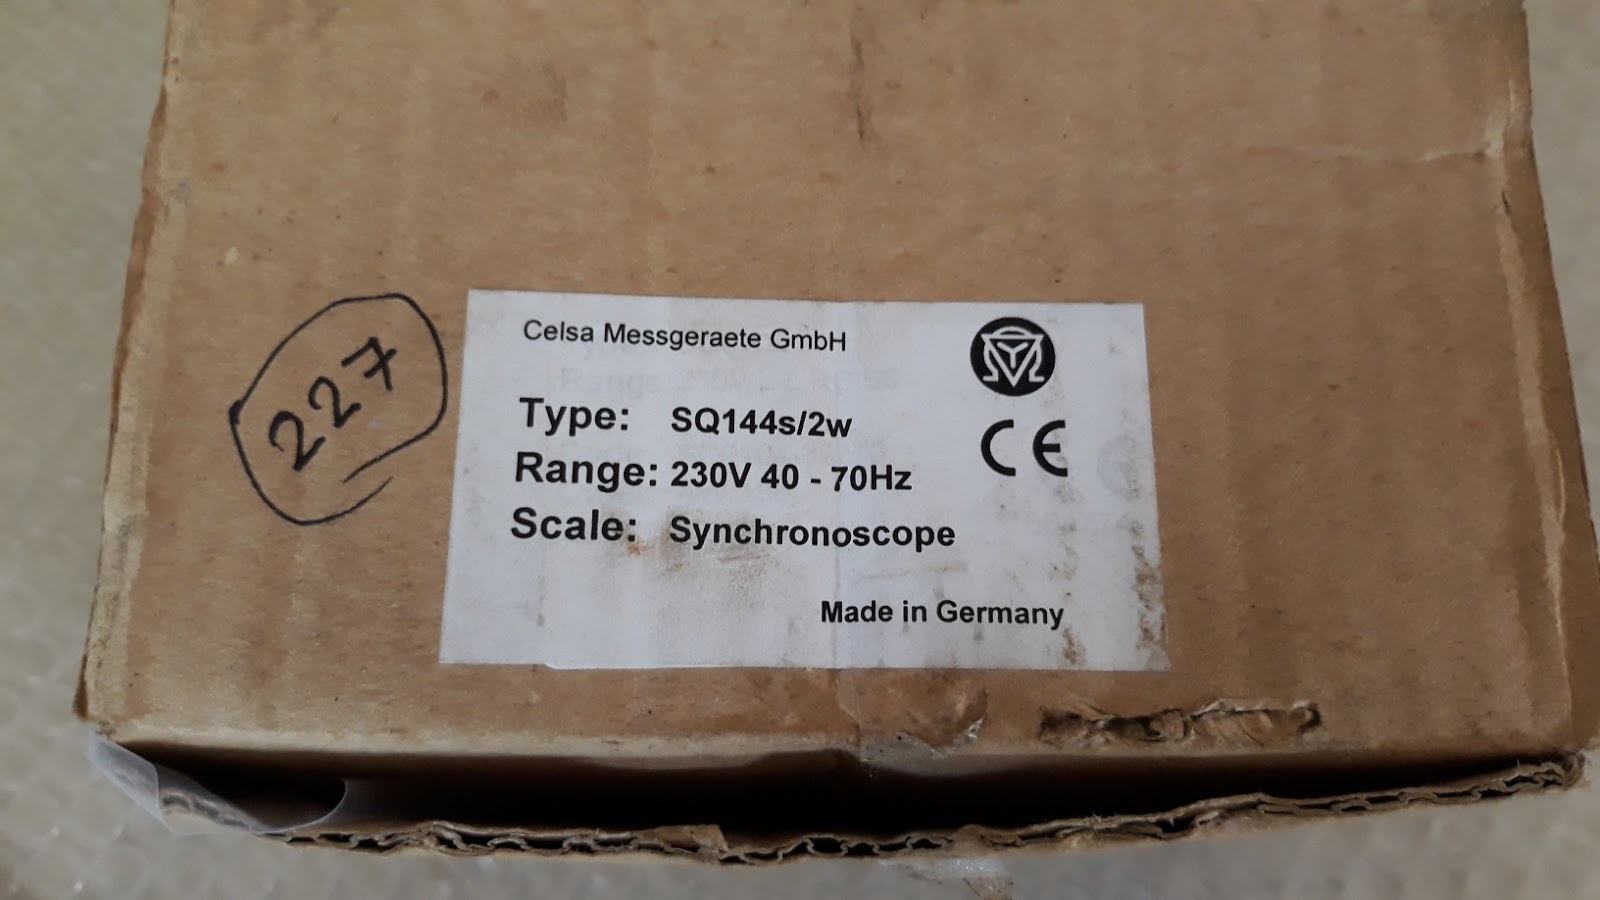 227
Celsa Messgeraete GmbH
Type: SQ144s/2w
CE
Range: 230V 40 - 70Hz
Scale: Synchronoscope
Made in Germany